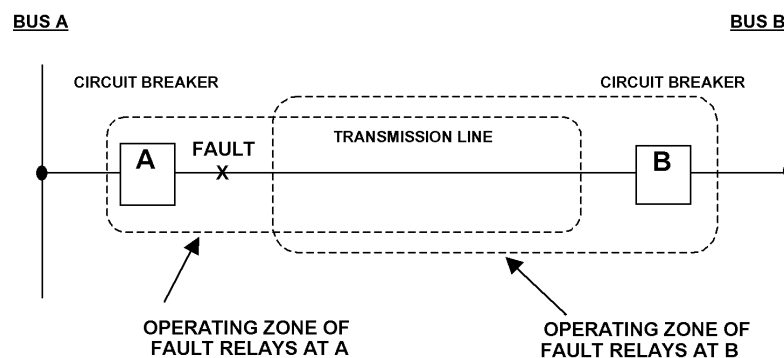 BUS A
BUS B
CIRCUIT BREAKER
CIRCUIT BREAKER
TRANSMISSION LINE
A
FAULT
B
X
OPERATING ZONE OF
FAULT RELAYS AT A
OPERATING ZONE OF
FAULT RELAYS AT B